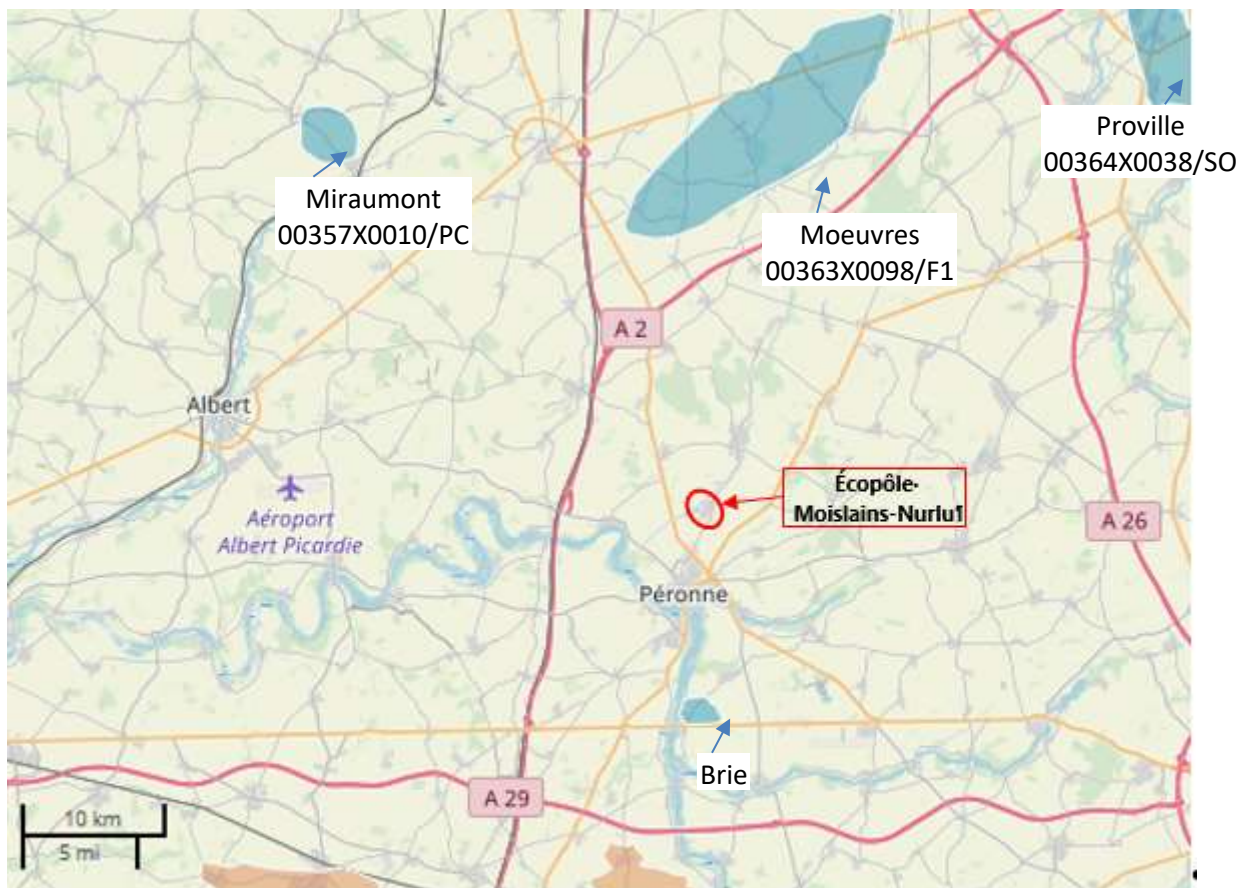 Proville
00364X0038/SO
Miraumont
00357X0010/PC
Moeuvres
00363X0098/F1
A 2
Albert
Écopôle·
Moislains-Nurlu¶
Aéroport
Albert Picardie
A 26
Péronne
Brie
A 29
10 km
5 mi